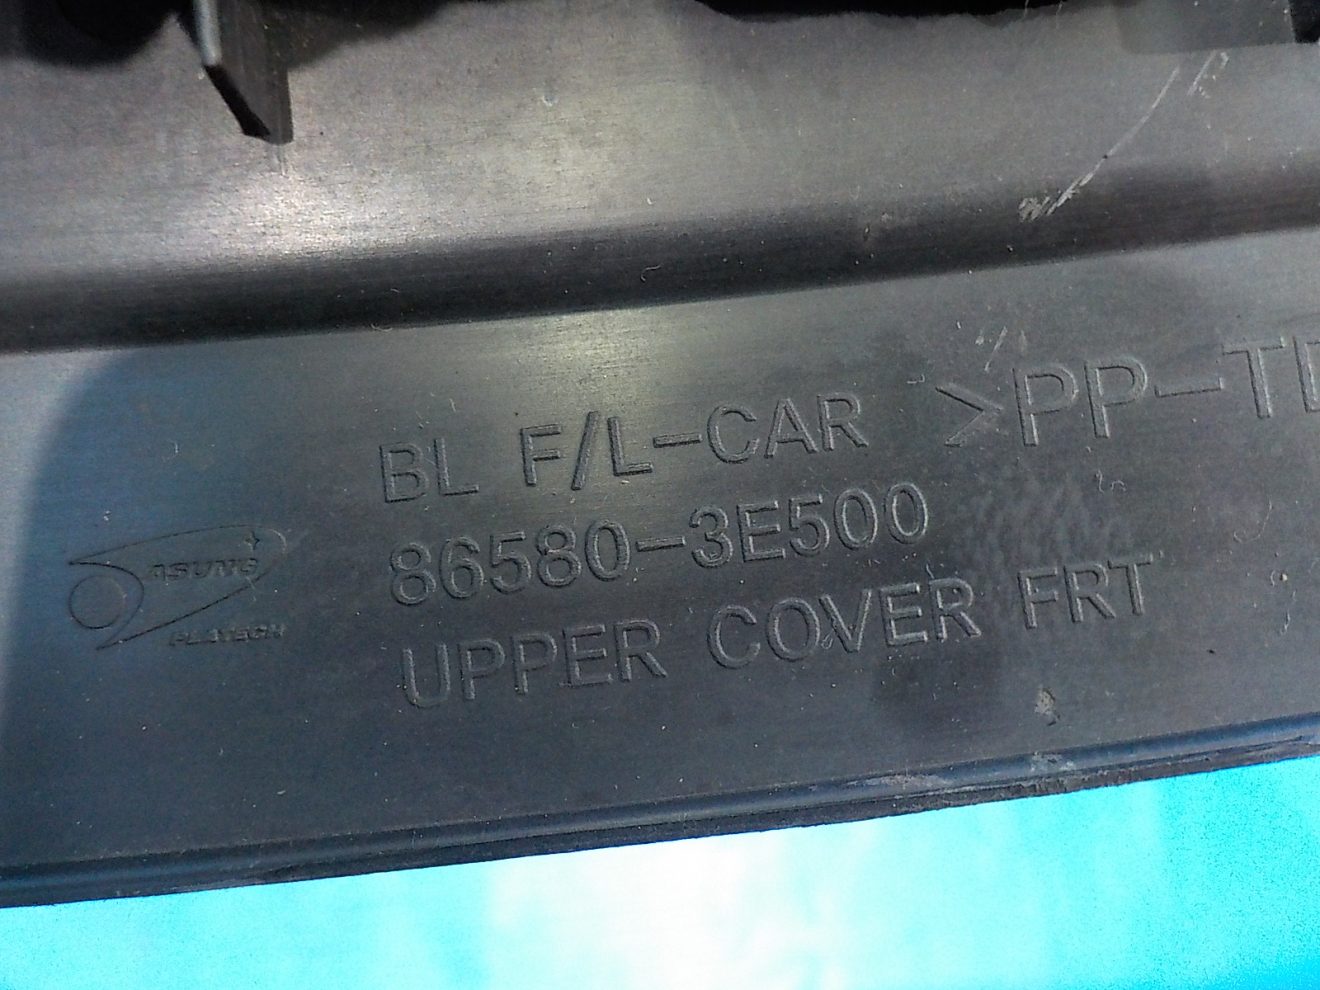 BL F/L-CAR >PP-TD
86580-3E500
UPPER COVER FRT
ASUNG
PLATECH